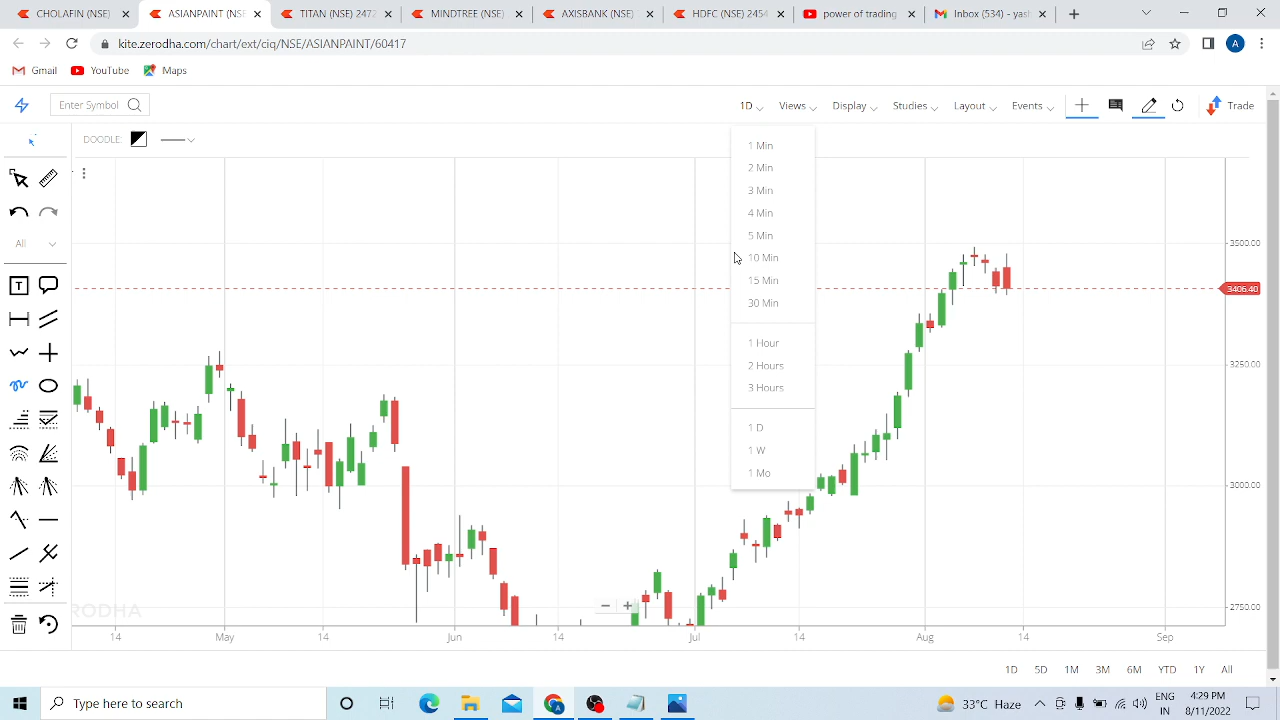 CHOLAFIN (NSE)
ASIANPAINT (NSE
TITAN (NSE) 2472
MINDTREE (NSE)
AXISBANK (NSE)
HDFC (NSE) 2454
power of trading
Inbox (534) - yash
kite.zerodha.com/chart/ext/ciq/NSE/ASIANPAINT/60417
A
Gmail
YouTube
Maps
Enter Symbol
1D
Views
Display
Studies
Layout
Events
Trade
DOODLE:
1 Min
2 Min
3 Min
4 Min
5 Min
10 Min
15 Min
30 Min
1 Hour
2 Hours
3 Hours
1 D
1 W
1 Mo
All
T
3500.00
3406.40
3250.00
3000.00
2750.00
RODHA
14
May
14
Jun
14
Jul
14
Aug
14
Sep
1D
5D
1M
3M
6M
YTD
1Y
All
Type here to search
33°C Haze
ENG
IN
4:29 PM
8/11/2022